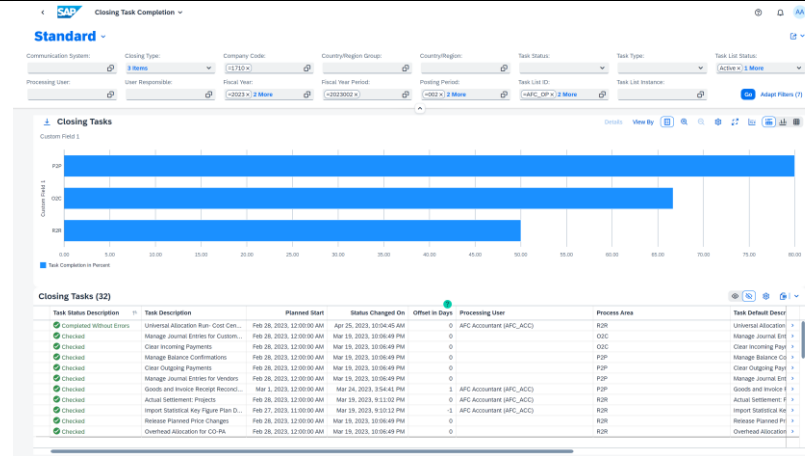 SAP Closing Task Completion AA
Standard
Communication System: Closing Type: Company Code: Country/Region Group: Country/Region: Task Status: Task Type: Task List Status:
3 Items =1710 × Active × 1 More
Processing User: User Responsible: Fiscal Year: Fiscal Year Period: Posting Period: Task List ID: Task List Instance:
=2023 × 2 More =2023002 × =002 × 2 More =AFC_OP × 2 More Go Adapt Filters (7)
Closing Tasks Details View By
Custom Field 1
Custom Field 1
P2P
O2C
R2R
0.00 5.00 10.00 15.00 20.00 25.00 30.00 35.00 40.00 45.00 50.00 55.00 60.00 65.00 70.00 75.00 80.00
Task Completion in Percent
Closing Tasks (32)
Task Status Description Task Description Planned Start Status Changed On Offset in Days Processing User Process Area Task Default Descr
Completed Without Errors Universal Allocation Run- Cost Cen... Feb 28, 2023, 12:00:00 AM Apr 25, 2023, 10:04:45 AM 0 AFC Accountant (AFC_ACC) R2R Universal Allocation
Checked Manage Journal Entries for Custom... Feb 28, 2023, 12:00:00 AM Mar 19, 2023, 10:06:49 PM 0 O2C Manage Journal Ent
Checked Clear Incoming Payments Feb 28, 2023, 12:00:00 AM Mar 19, 2023, 10:06:49 PM 0 O2C Clear Incoming Payr
Checked Manage Balance Confirmations Feb 28, 2023, 12:00:00 AM Mar 19, 2023, 10:06:49 PM 0 P2P Manage Balance Co
Checked Clear Outgoing Payments Feb 28, 2023, 12:00:00 AM Mar 19, 2023, 10:06:49 PM 0 P2P Clear Outgoing Payr
Checked Manage Journal Entries for Vendors Feb 28, 2023, 12:00:00 AM Mar 19, 2023, 10:06:49 PM 0 P2P Manage Journal Ent
Checked Goods and Invoice Receipt Reconci... Mar 1, 2023, 12:00:00 AM Mar 24, 2023, 3:54:41 PM 1 AFC Accountant (AFC_ACC) P2P Goods and Invoice
Checked Actual Settlement: Projects Feb 28, 2023, 12:00:00 AM Mar 19, 2023, 9:11:02 PM 0 R2R Actual Settlement:
Checked Import Statistical Key Figure Plan D... Feb 27, 2023, 11:00:00 AM Mar 19, 2023, 9:10:12 PM -1 AFC Accountant (AFC_ACC) R2R Import Statistical Ke
Checked Release Planned Price Changes Feb 28, 2023, 12:00:00 AM Mar 19, 2023, 10:06:49 PM 0 R2R Release Planned
Checked Overhead Allocation for CO-PA Feb 28, 2023, 12:00:00 AM Mar 19, 2023, 10:06:49 PM 0 R2R Overhead Allocation